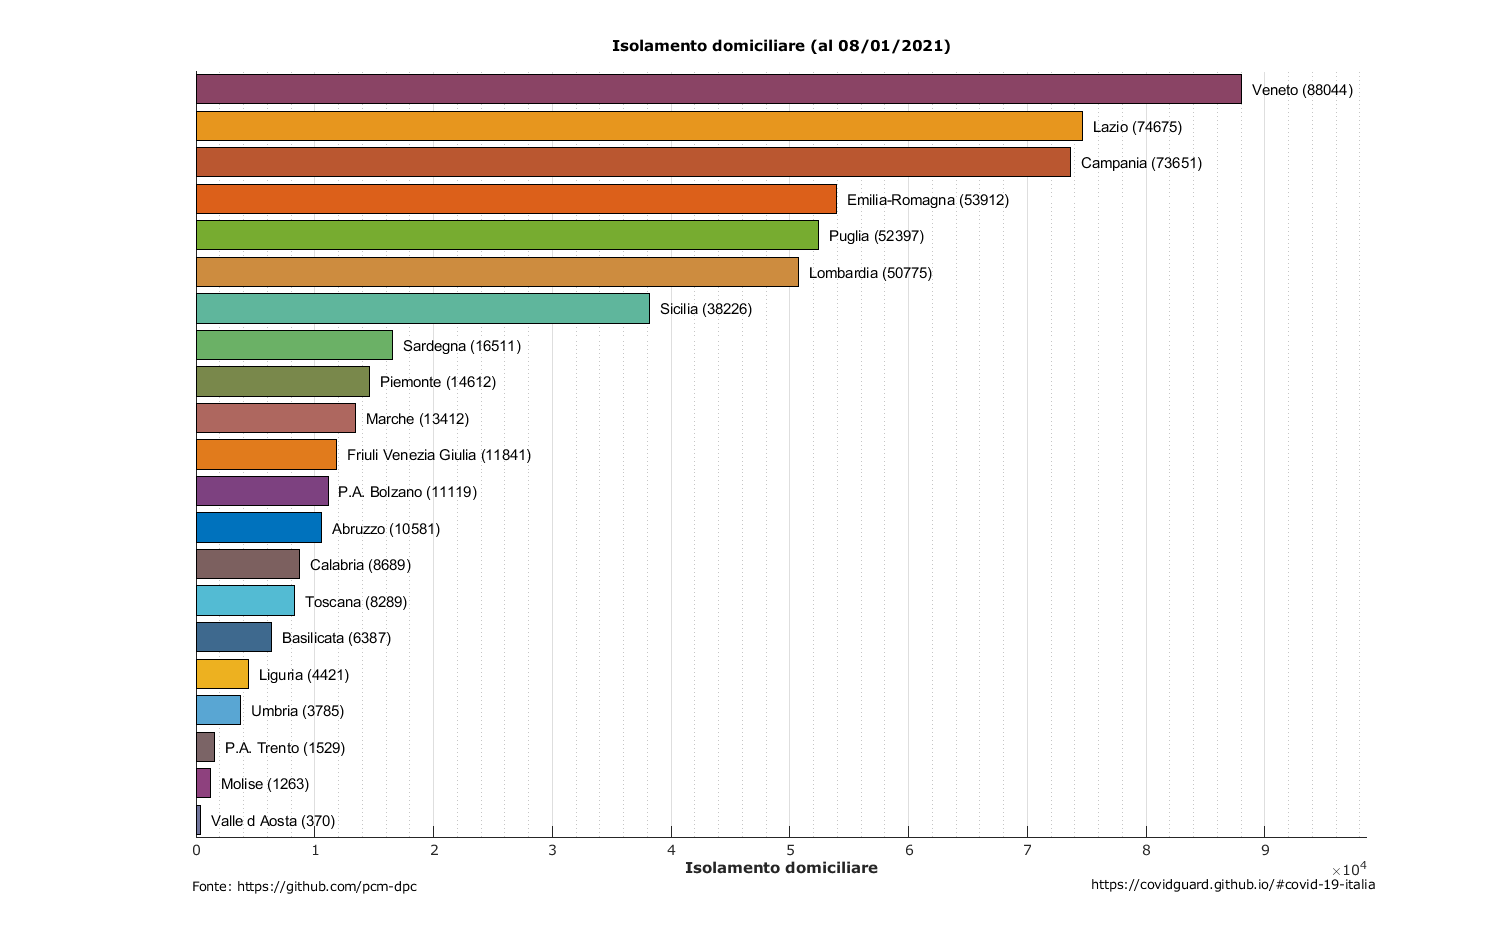 Isolamento domiciliare (al 08/01/2021)
Veneto (88044)
Lazio (74675)
Campania (73651)
Emilia-Romagna (53912)
Puglia (52397)
Lombardia (50775)
Sicilia (38226)
Sardegna (16511)
Piemonte (14612)
Marche (13412)
Friuli Venezia Giulia (11841)
P.A. Bolzano (11119)
Abruzzo (10581)
Calabria (8689)
Toscana (8289)
Basilicata (6387)
Liguria (4421)
Umbria (3785)
P.A. Trento (1529)
Molise (1263)
Valle d Aosta (370)
0 1 2 3 4 5 6 7 8 9
×10⁴
Isolamento domiciliare
Fonte: https://github.com/pcm-dpc
https://covidguard.github.io/#covid-19-italia